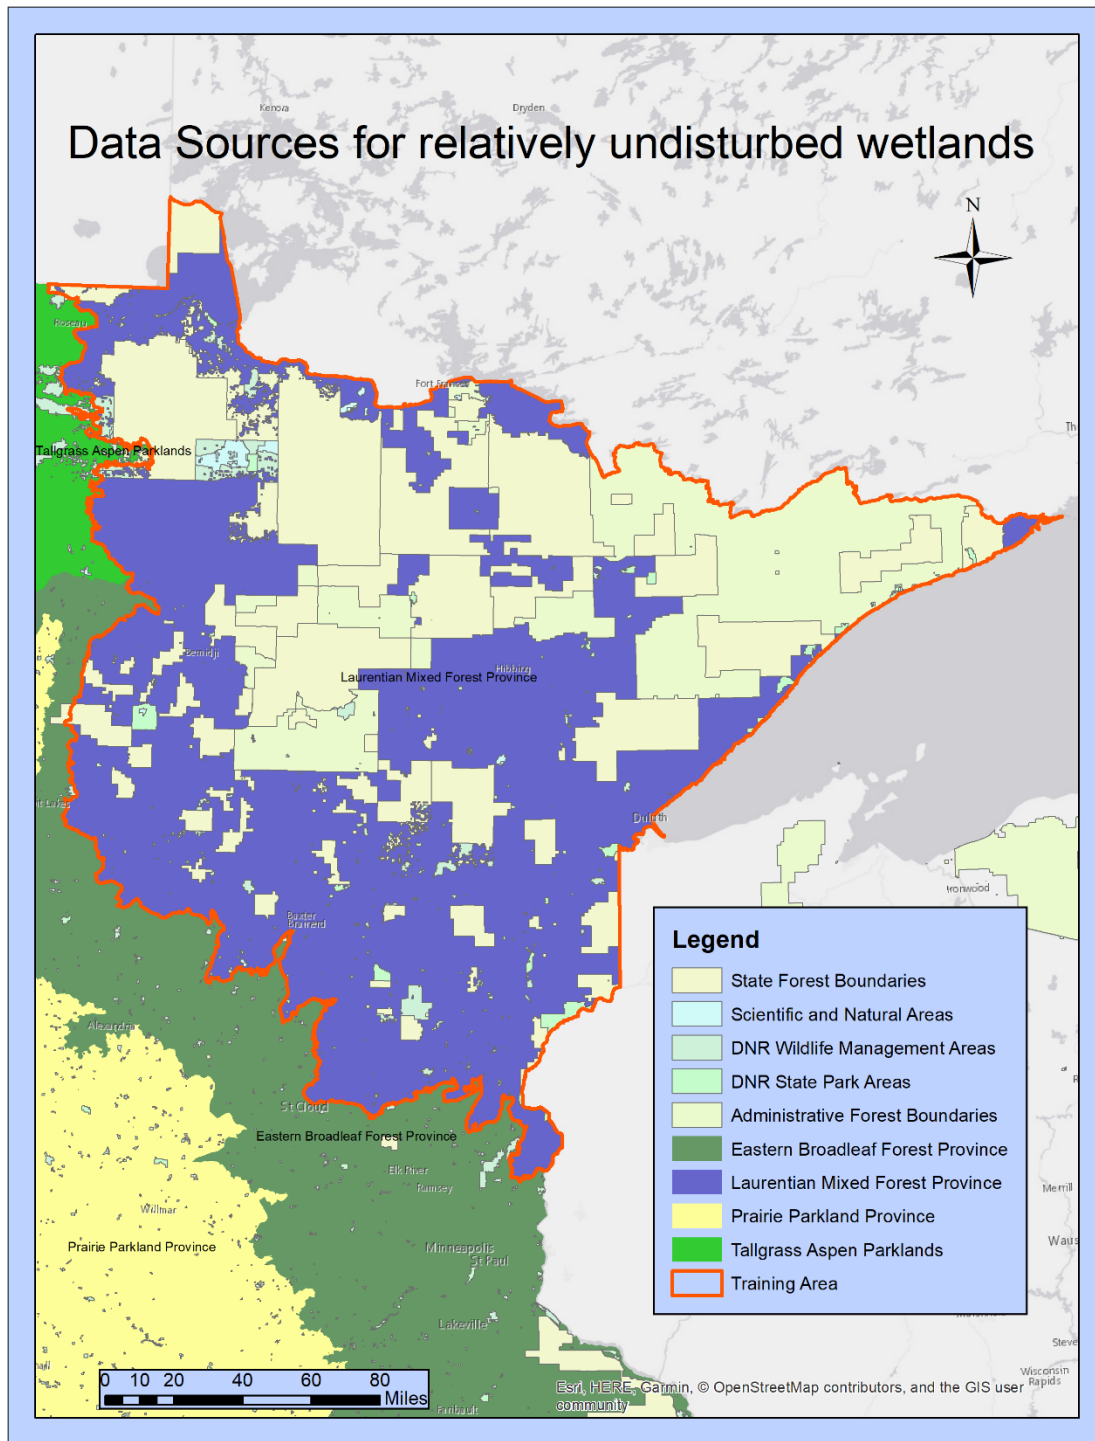 Kenora
Dryden
Data Sources for relatively undisturbed wetlands
N
Roseau
Fort Frances
Th
Tallgrass Aspen Parklands
Bemidji
Hibbing
Laurentian Mixed Forest Province
it Lakes
Duluth
Ironwood
Baxter
Brainerd
Legend
State Forest Boundaries
Scientific and Natural Areas
DNR Wildlife Management Areas
DNR State Park Areas
Administrative Forest Boundaries
Eastern Broadleaf Forest Province
Laurentian Mixed Forest Province
Prairie Parkland Province
Tallgrass Aspen Parklands
Training Area
Alexandria
St Cloud
Eastern Broadleaf Forest Province
Elk River
Ramsey
Merrill
Willmar
Prairie Parkland Province
Minneapolis
St Paul
Waus
Lakeville
Steve
Wisconsin
Rapids
0 10 20 40 60 80
Miles
Esri, HERE, Garmin, © OpenStreetMap contributors, and the GIS user
community
Faribault